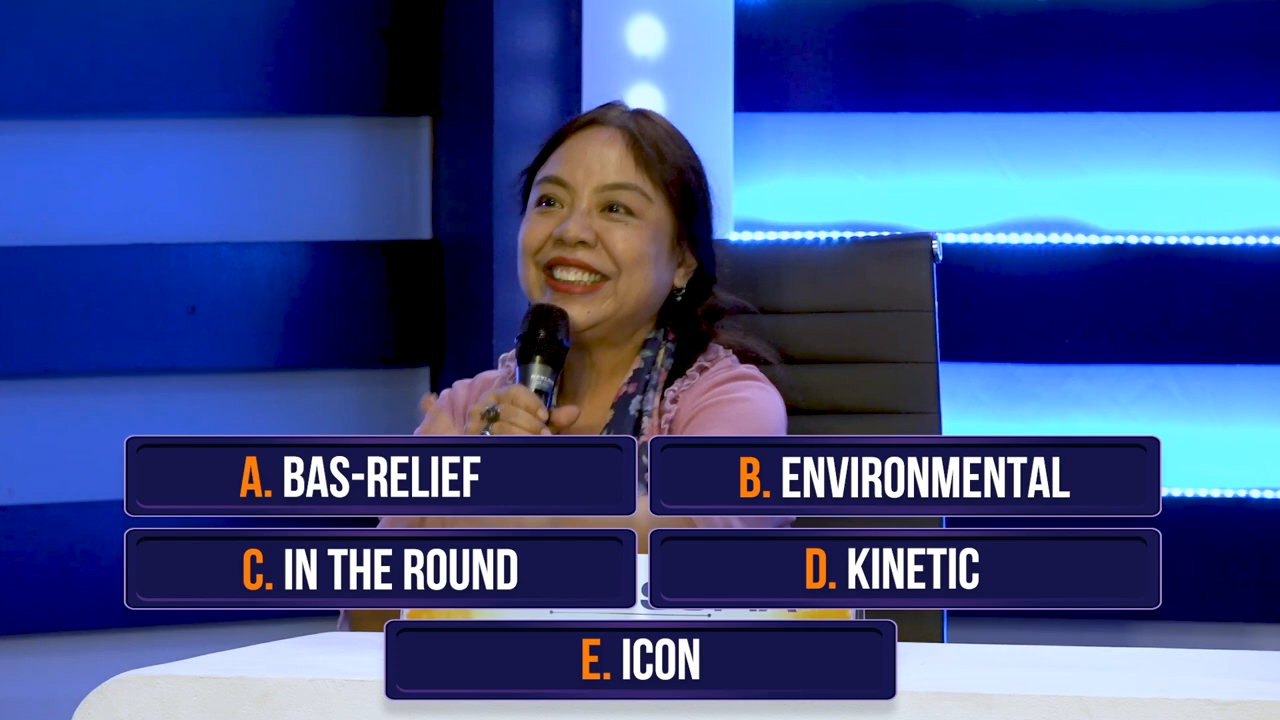 A. BAS-RELIEF
B. ENVIRONMENTAL
C. IN THE ROUND
D. KINETIC
E. ICON